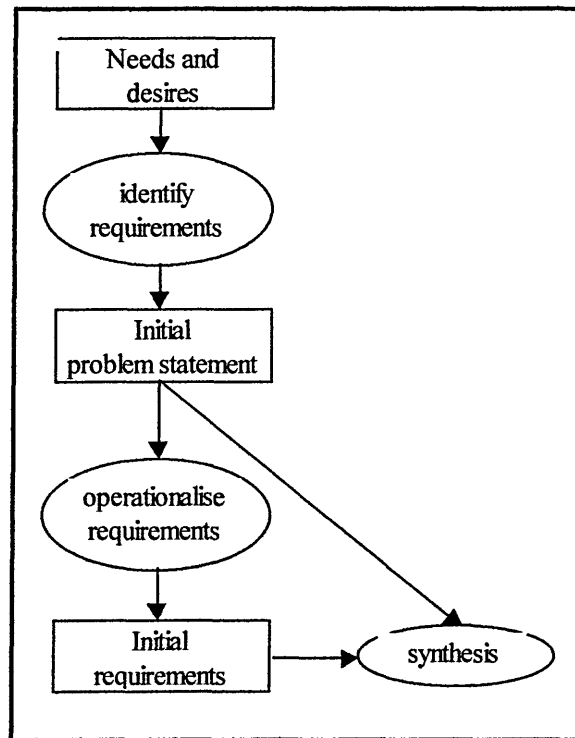 Needs and
desires
identify
requirements
Initial
problem statement
operationalise
requirements
Initial
requirements
synthesis